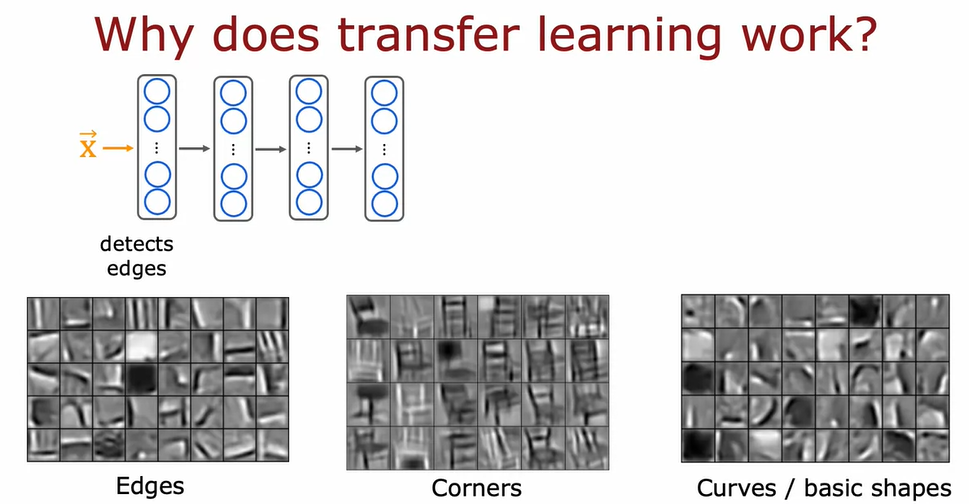 Why does transfer learning work?
x⃗
detects
edges
Edges
Corners
Curves / basic shapes